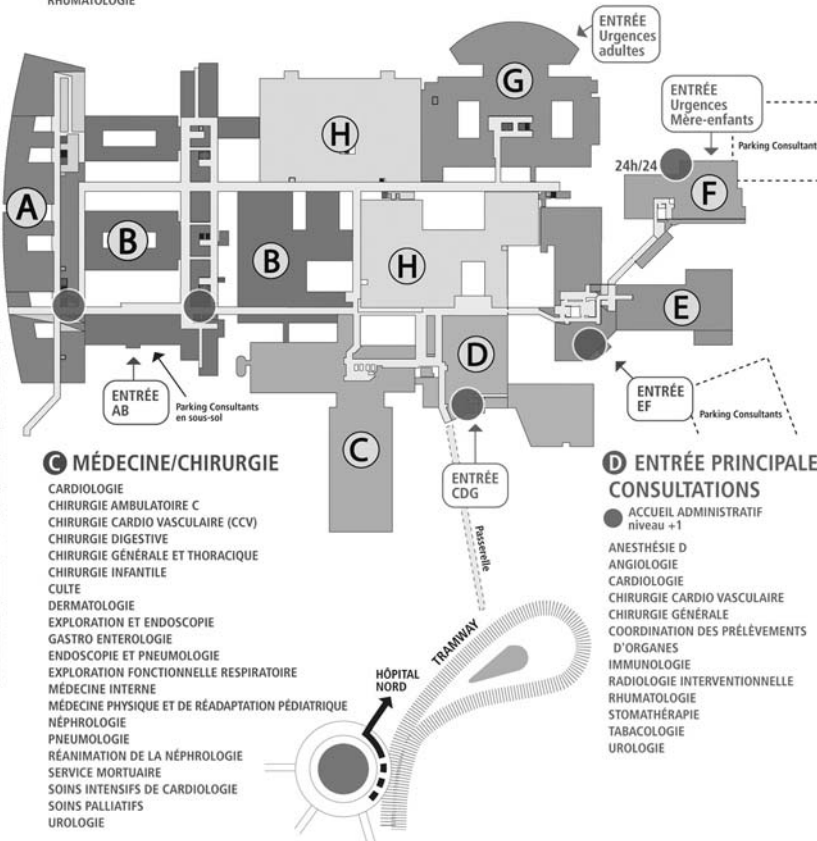 RHUMATOLOGIE
ENTRÉE
Urgences
adultes
G
ENTRÉE
Urgences
Mère-enfants
Parking Consultant
24h/24
H
A
F
B
B
H
E
D
ENTRÉE
AB
Parking Consultants
en sous-sol
ENTRÉE
EF
Parking Consultants
C
ENTRÉE
CDG
Passerelle
C MÉDECINE/CHIRURGIE
CARDIOLOGIE
CHIRURGIE AMBULATOIRE C
CHIRURGIE CARDIO VASCULAIRE (CCV)
CHIRURGIE DIGESTIVE
CHIRURGIE GÉNÉRALE ET THORACIQUE
CHIRURGIE INFANTILE
CULTE
DERMATOLOGIE
EXPLORATION ET ENDOSCOPIE
GASTRO ENTEROLOGIE
ENDOSCOPIE ET PNEUMOLOGIE
EXPLORATION FONCTIONNELLE RESPIRATOIRE
MÉDECINE INTERNE
MÉDECINE PHYSIQUE ET DE RÉADAPTATION PÉDIATRIQUE
NÉPHROLOGIE
PNEUMOLOGIE
RÉANIMATION DE LA NÉPHROLOGIE
SERVICE MORTUAIRE
SOINS INTENSIFS DE CARDIOLOGIE
SOINS PALLIATIFS
UROLOGIE
TRAMWAY
HÔPITAL
NORD
D ENTRÉE PRINCIPALE
CONSULTATIONS
ACCUEIL ADMINISTRATIF
niveau +1
ANESTHÉSIE D
ANGIOLOGIE
CARDIOLOGIE
CHIRURGIE CARDIO VASCULAIRE
CHIRURGIE GÉNÉRALE
COORDINATION DES PRÉLÈVEMENTS
D'ORGANES
IMMUNOLOGIE
RADIOLOGIE INTERVENTIONNELLE
RHUMATOLOGIE
STOMATHÉRAPIE
TABACOLOGIE
UROLOGIE